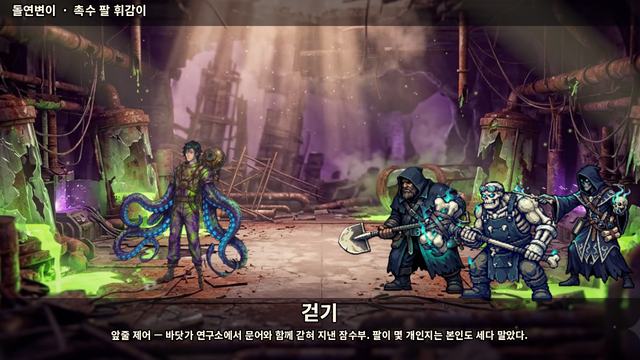 돌연변이 · 촉수 팔 휘감이
걷기
앞줄 제어 — 바닷가 연구소에서 문어와 함께 갇혀 지낸 잠수부. 팔이 몇 개인지는 본인도 세다 말았다.